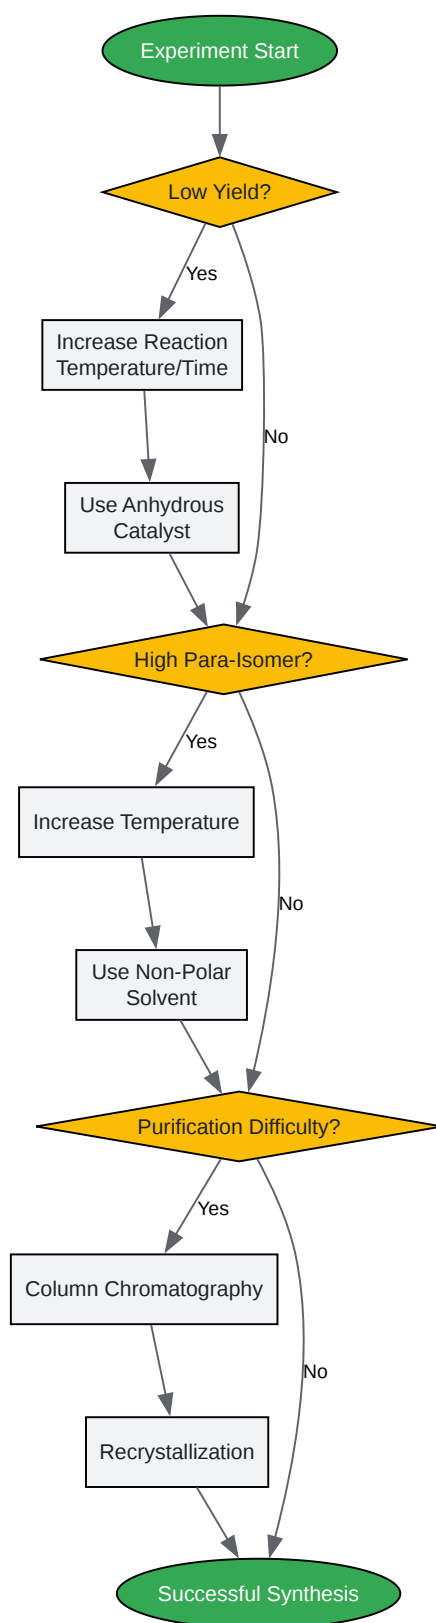 Experiment Start
Low Yield?
Yes
Increase Reaction
Temperature/Time
No
Use Anhydrous
Catalyst
High Para-Isomer?
Yes
Increase Temperature
No
Use Non-Polar
Solvent
Purification Difficulty?
Yes
Column Chromatography
No
Recrystallization
Successful Synthesis